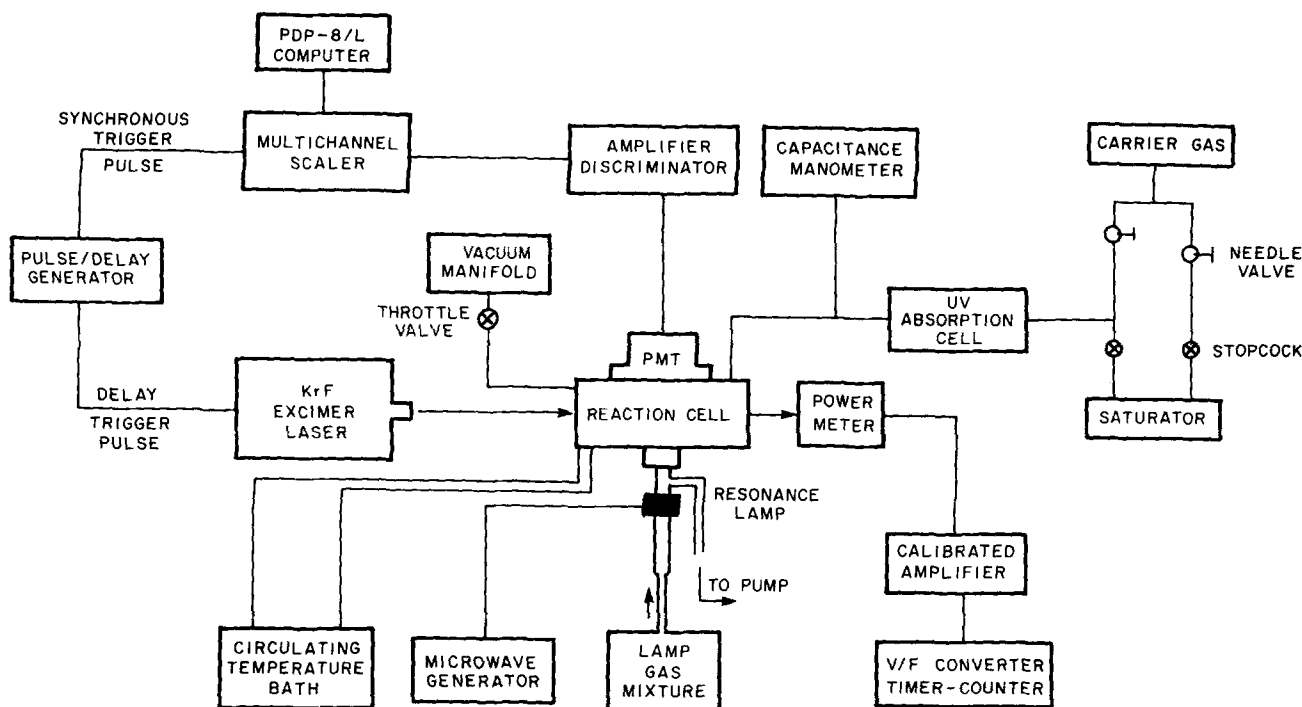 PDP-8/L
COMPUTER
SYNCHRONOUS
TRIGGER
PULSE
MULTICHANNEL
SCALER
AMPLIFIER
DISCRIMINATOR
CAPACITANCE
MANOMETER
CARRIER GAS
PULSE/DELAY
GENERATOR
VACUUM
MANIFOLD
THROTTLE
VALVE
NEEDLE
VALVE
UV
ABSORPTION
CELL
STOPCOCK
PMT
DELAY
TRIGGER
PULSE
KrF
EXCIMER
LASER
REACTION CELL
POWER
METER
SATURATOR
RESONANCE
LAMP
TO PUMP
CALIBRATED
AMPLIFIER
CIRCULATING
TEMPERATURE
BATH
MICROWAVE
GENERATOR
LAMP
GAS
MIXTURE
V/F CONVERTER
TIMER-COUNTER